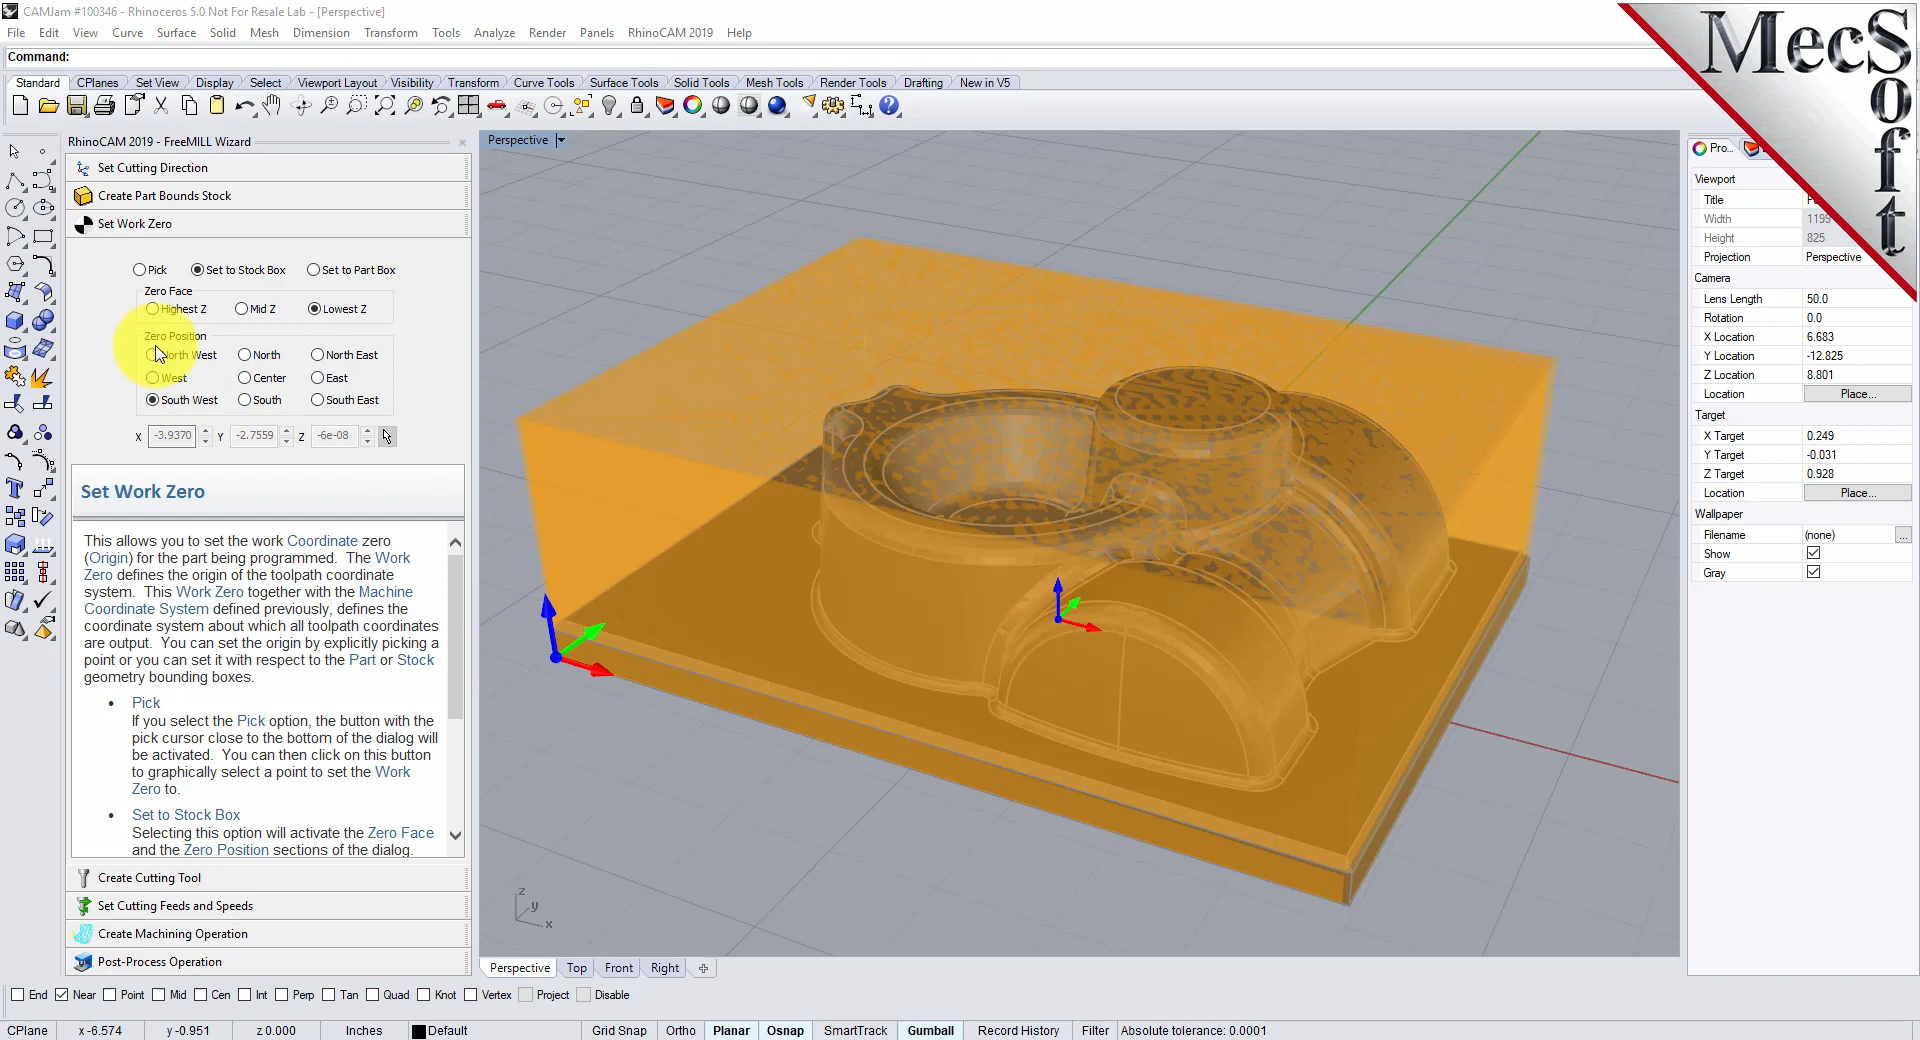 CAMJam #100346 - Rhinoceros 5.0 Not For Resale Lab - [Perspective]
File Edit View Curve Surface Solid Mesh Dimension Transform Tools Analyze Render Panels RhinoCAM 2019 Help
Command:
Standard CPlanes Set View Display Select Viewport Layout Visibility Transform Curve Tools Surface Tools Solid Tools Mesh Tools Render Tools Drafting New in V5
MecSoft
RhinoCAM 2019 - FreeMILL Wizard
Set Cutting Direction
Create Part Bounds Stock
Set Work Zero
Pick Set to Stock Box Set to Part Box
Zero Face
Highest Z Mid Z Lowest Z
Zero Position
North West North North East
West Center East
South West South South East
X -3.9370 Y -2.7559 Z -6e-08
Set Work Zero
This allows you to set the work Coordinate zero
(Origin) for the part being programmed. The Work
Zero defines the origin of the toolpath coordinate
system. This Work Zero together with the Machine
Coordinate System defined previously, defines the
coordinate system about which all toolpath coordinates
are output. You can set the origin by explicitly picking a
point or you can set it with respect to the Part or Stock
geometry bounding boxes.
• Pick
If you select the Pick option, the button with the
pick cursor close to the bottom of the dialog will
be activated. You can then click on this button
to graphically select a point to set the Work
Zero to.
• Set to Stock Box
Selecting this option will activate the Zero Face
and the Zero Position sections of the dialog.
Create Cutting Tool
Set Cutting Feeds and Speeds
Create Machining Operation
Post-Process Operation
Perspective
z
y
x
Perspective Top Front Right
Pro...
Viewport
Title
Width 1199
Height 825
Projection Perspective
Camera
Lens Length 50.0
Rotation 0.0
X Location 6.683
Y Location -12.825
Z Location 8.801
Location Place...
Target
X Target 0.249
Y Target -0.031
Z Target 0.928
Location Place...
Wallpaper
Filename (none) ...
Show
Gray
End Near Point Mid Cen Int Perp Tan Quad Knot Vertex Project Disable
CPlane x -6.574 y -0.951 z 0.000 Inches Default Grid Snap Ortho Planar Osnap SmartTrack Gumball Record History Filter Absolute tolerance: 0.0001